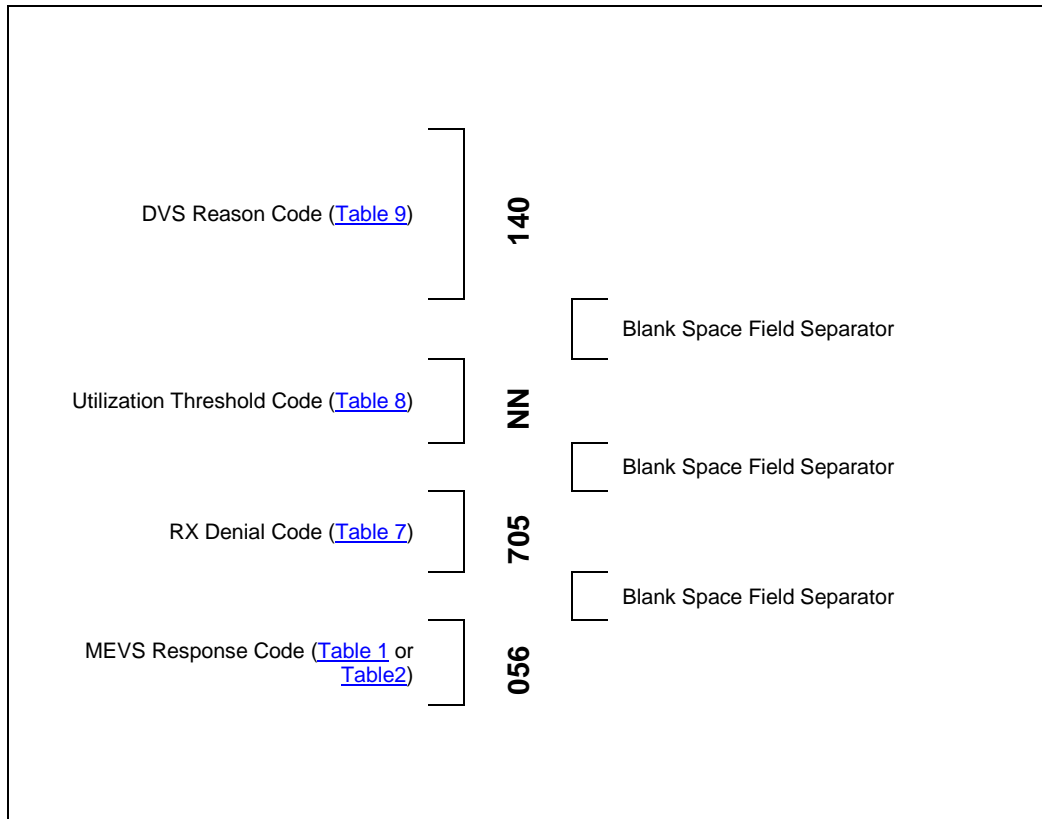 DVS Reason Code (Table 9)
140
Blank Space Field Separator
Utilization Threshold Code (Table 8)
NN
Blank Space Field Separator
RX Denial Code (Table 7)
705
Blank Space Field Separator
MEVS Response Code (Table 1 or
Table2)
056